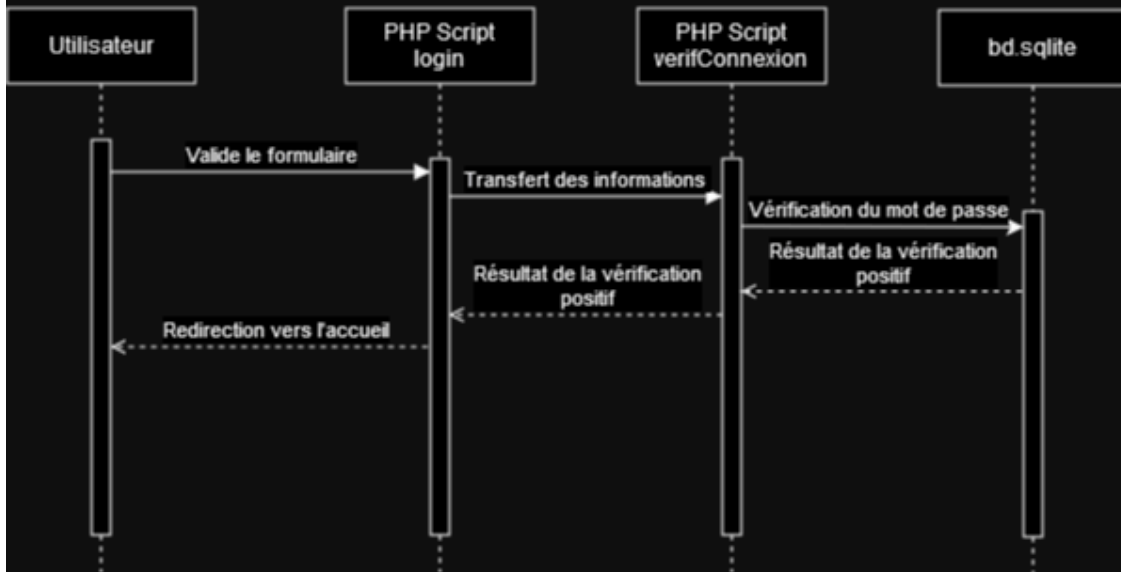 Utilisateur
PHP Script
login
PHP Script
verifConnexion
bd.sqlite
Valide le formulaire
Transfert des informations
Vérification du mot de passe
Résultat de la vérification
positif
Résultat de la vérification
positif
Redirection vers l'accueil